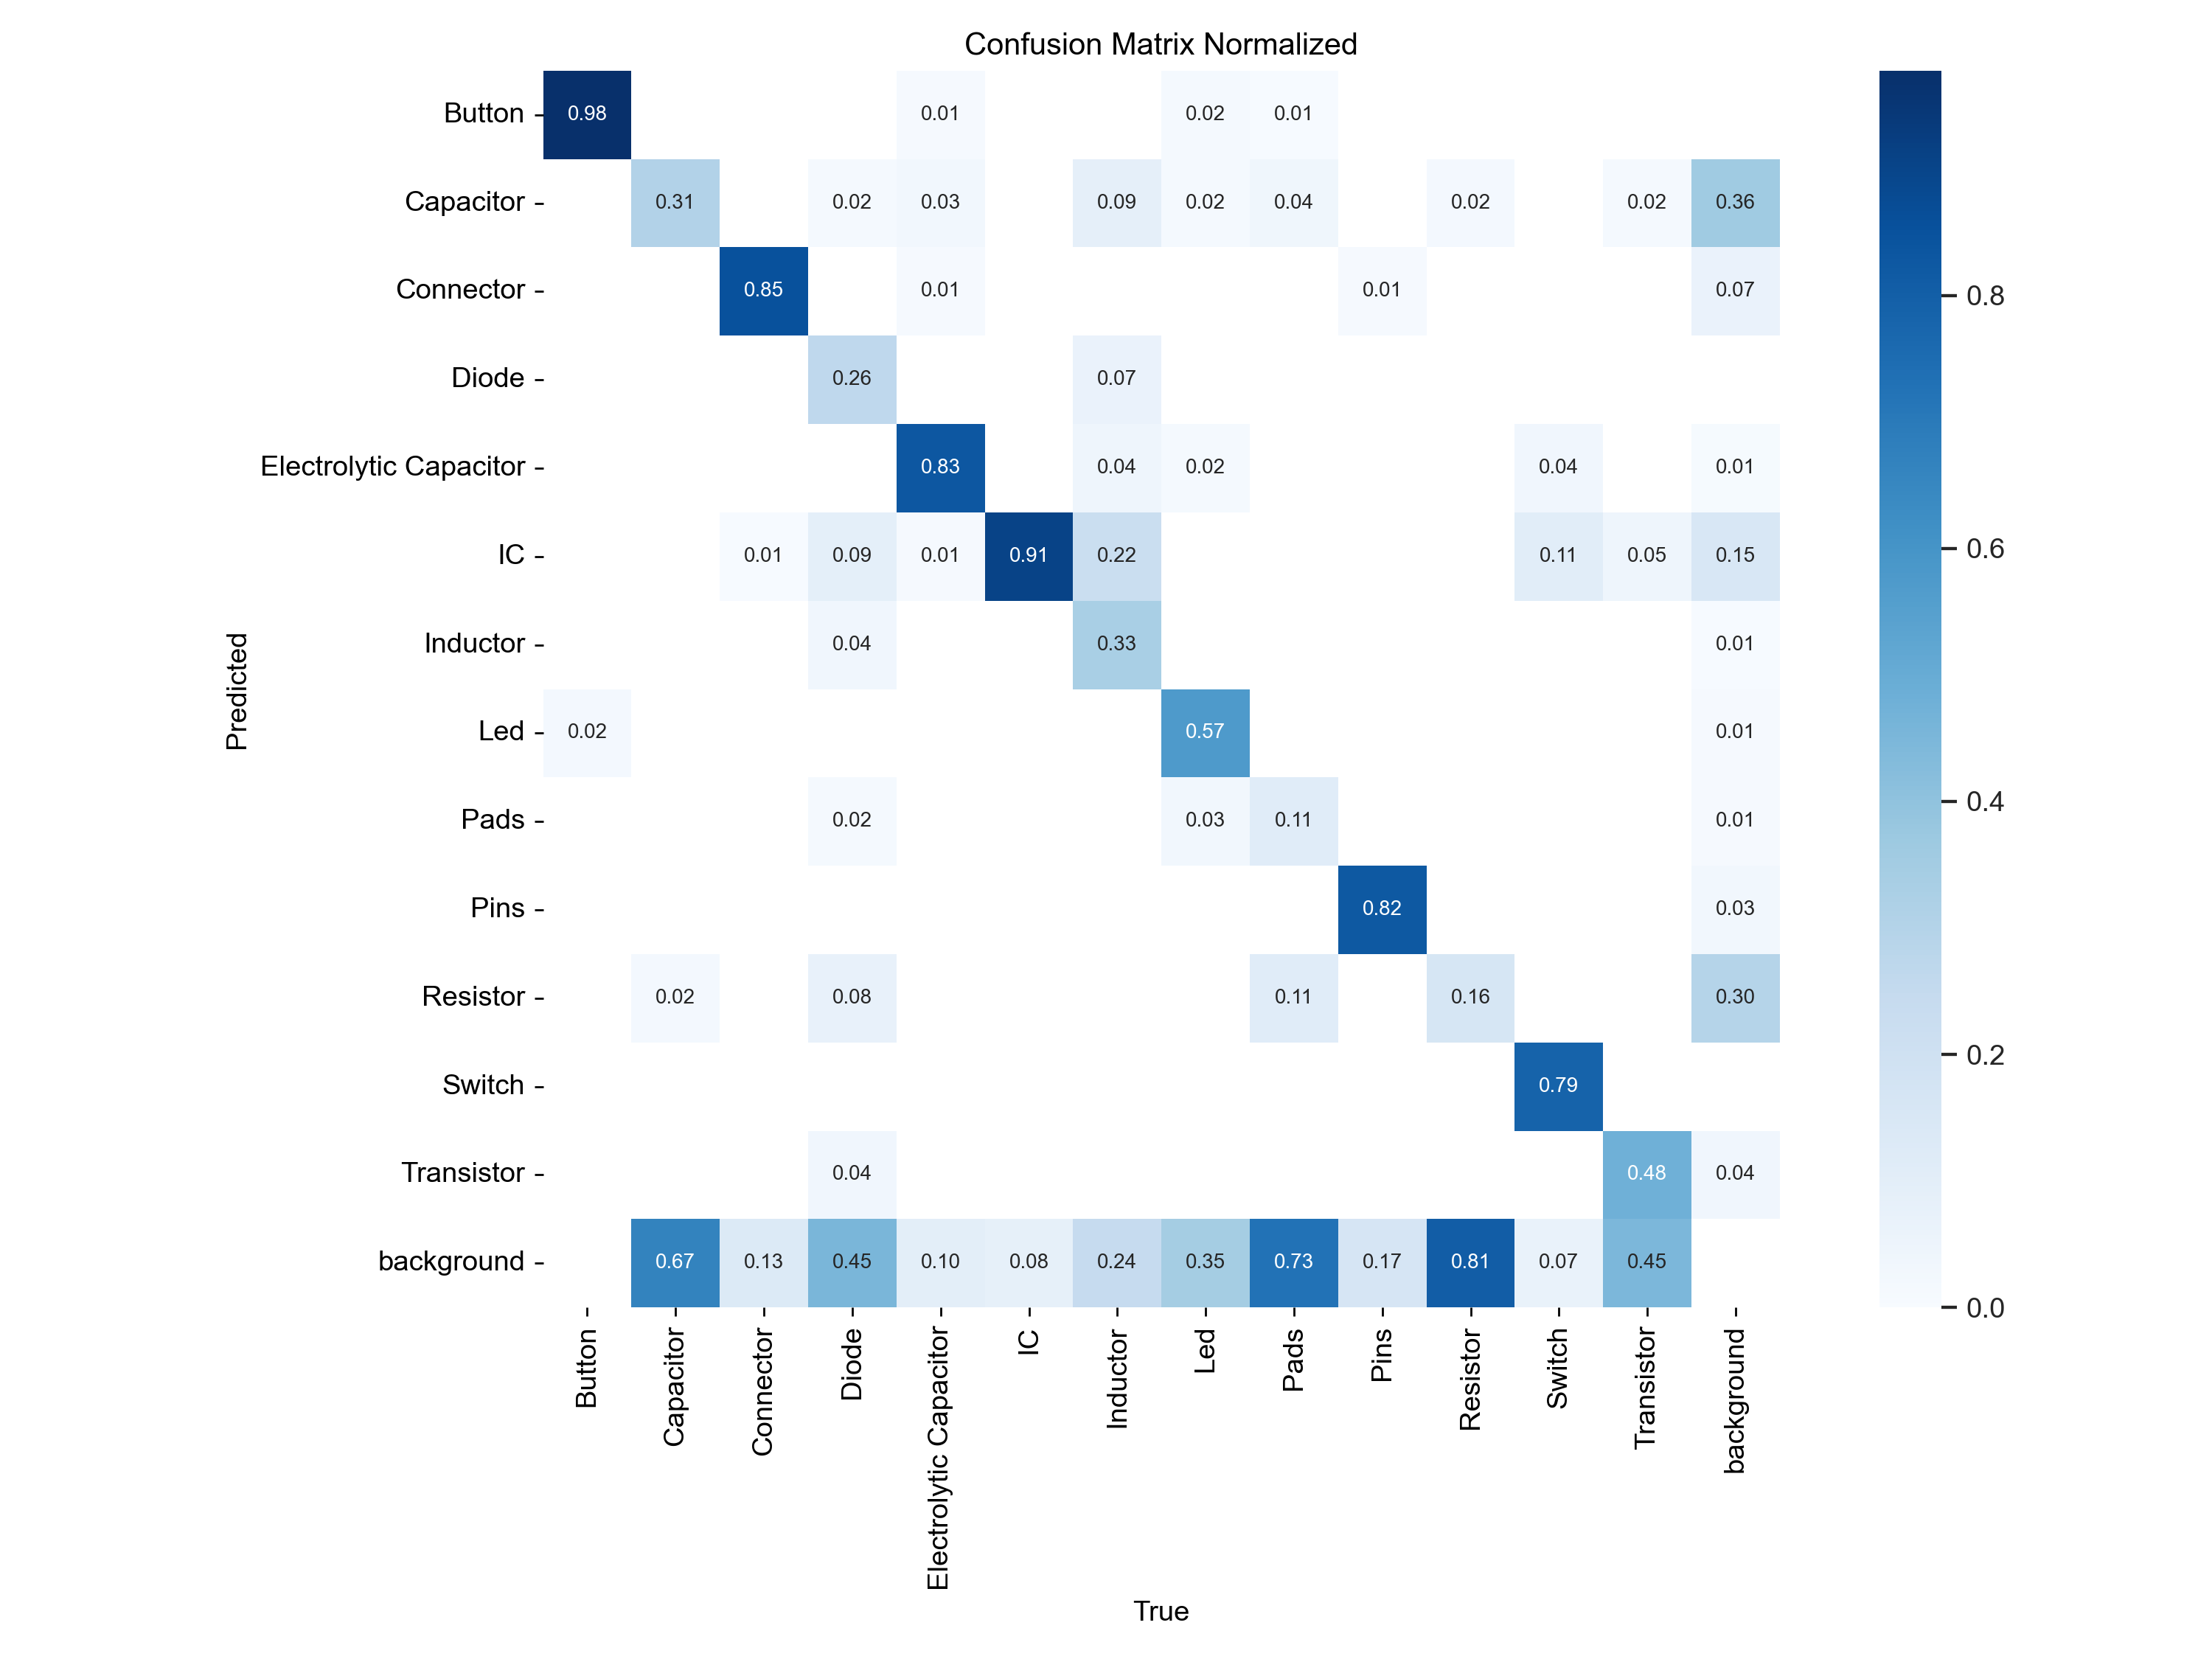 Confusion Matrix Normalized
Button 0.98 0.01 0.02 0.01
Capacitor 0.31 0.02 0.03 0.09 0.02 0.04 0.02 0.02 0.36
Connector 0.85 0.01 0.01 0.07
Diode 0.26 0.07
Electrolytic Capacitor 0.83 0.04 0.02 0.04 0.01
IC 0.01 0.09 0.01 0.91 0.22 0.11 0.05 0.15
Inductor 0.04 0.33 0.01
Led 0.02 0.57 0.01
Pads 0.02 0.03 0.11 0.01
Pins 0.82 0.03
Resistor 0.02 0.08 0.11 0.16 0.30
Switch 0.79
Transistor 0.04 0.48 0.04
background 0.67 0.13 0.45 0.10 0.08 0.24 0.35 0.73 0.17 0.81 0.07 0.45
Predicted
Button
Capacitor
Connector
Diode
Electrolytic Capacitor
IC
Inductor
Led
Pads
Pins
Resistor
Switch
Transistor
background
True
0.8
0.6
0.4
0.2
0.0